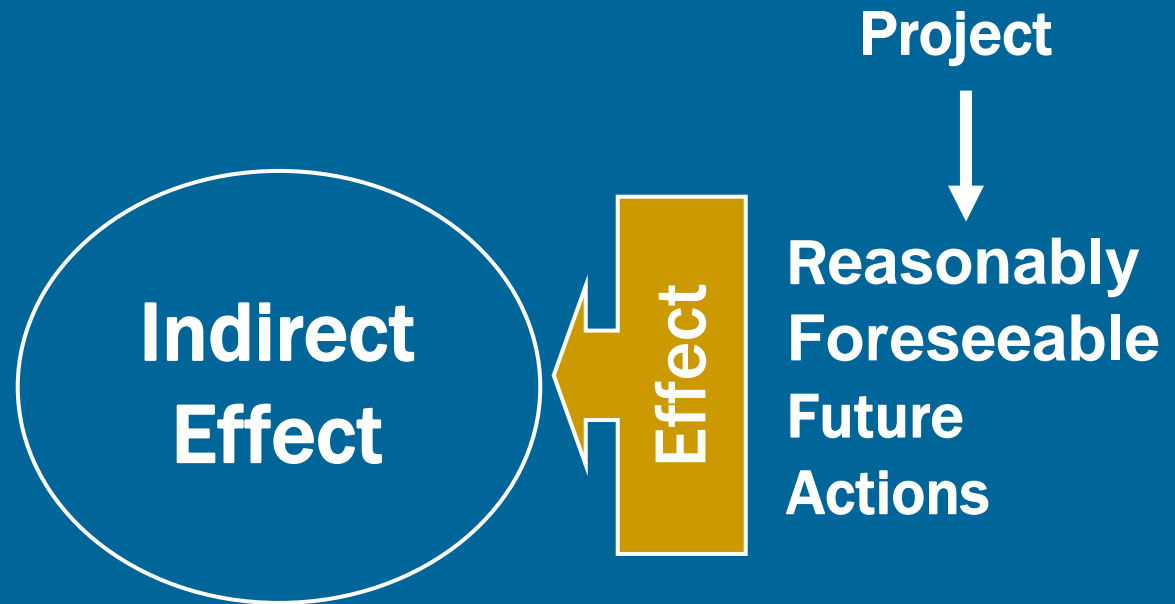 Project
Reasonably
Foreseeable
Future
Actions
Effect
Indirect
Effect